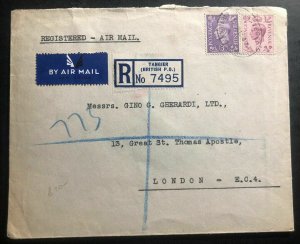 REGISTERED - AIR MAIL.
BY AIR MAIL
R
TANGIER
(BRITISH P.O.)
No 7495
775
Messrs. GINO G. GHERARDI, LTD.,
13, Great St. Thomas Apostle,
LONDON - E.C.4.